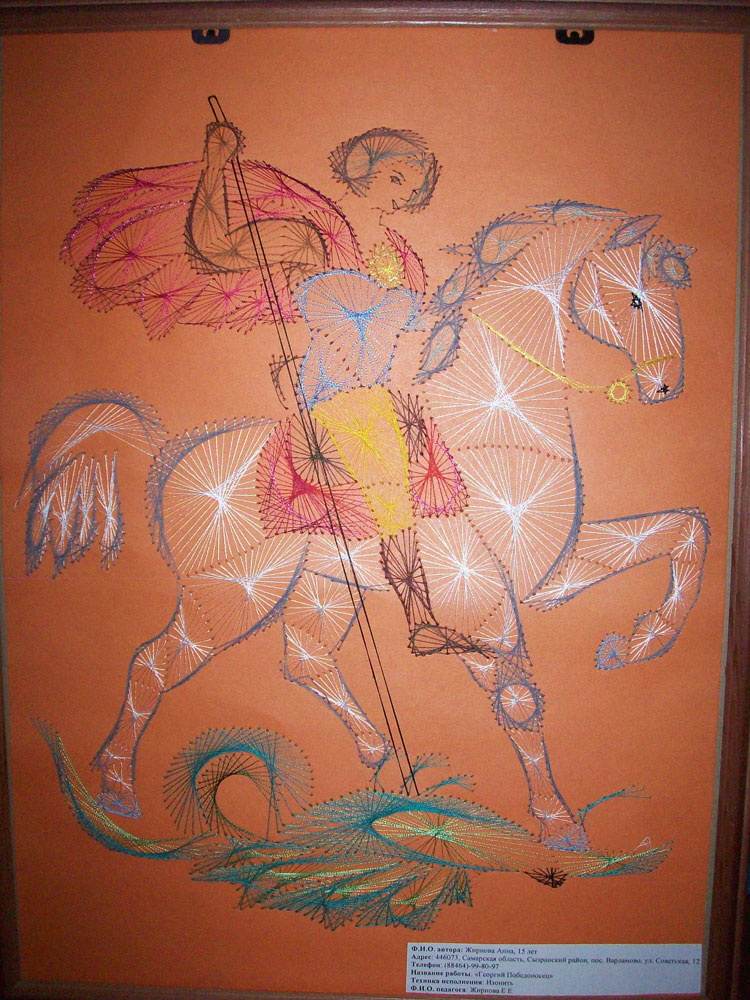 Ф.И.О. автора: Жирнова Анна, 15 лет
Адрес: 446073, Самарская область, Сызранский район, пос. Варламово, ул. Советская, 12
Телефон: (88464)-99-80-97
Название работы: «Георгий Победоносец»
Техника исполнения: Изонить
Ф.И.О. педагога: Жирнова Е Е